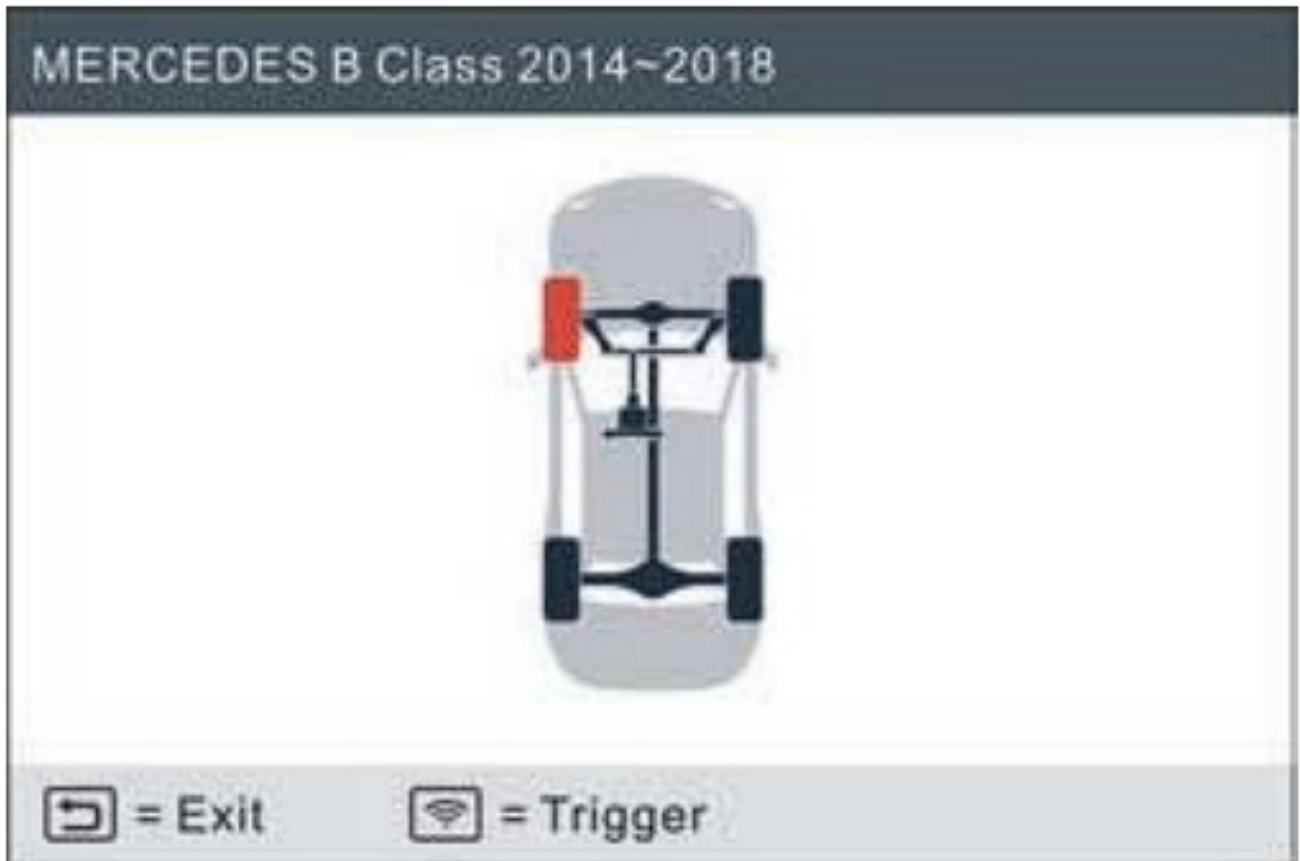 MERCEDES B Class 2014~2018
= Exit = Trigger